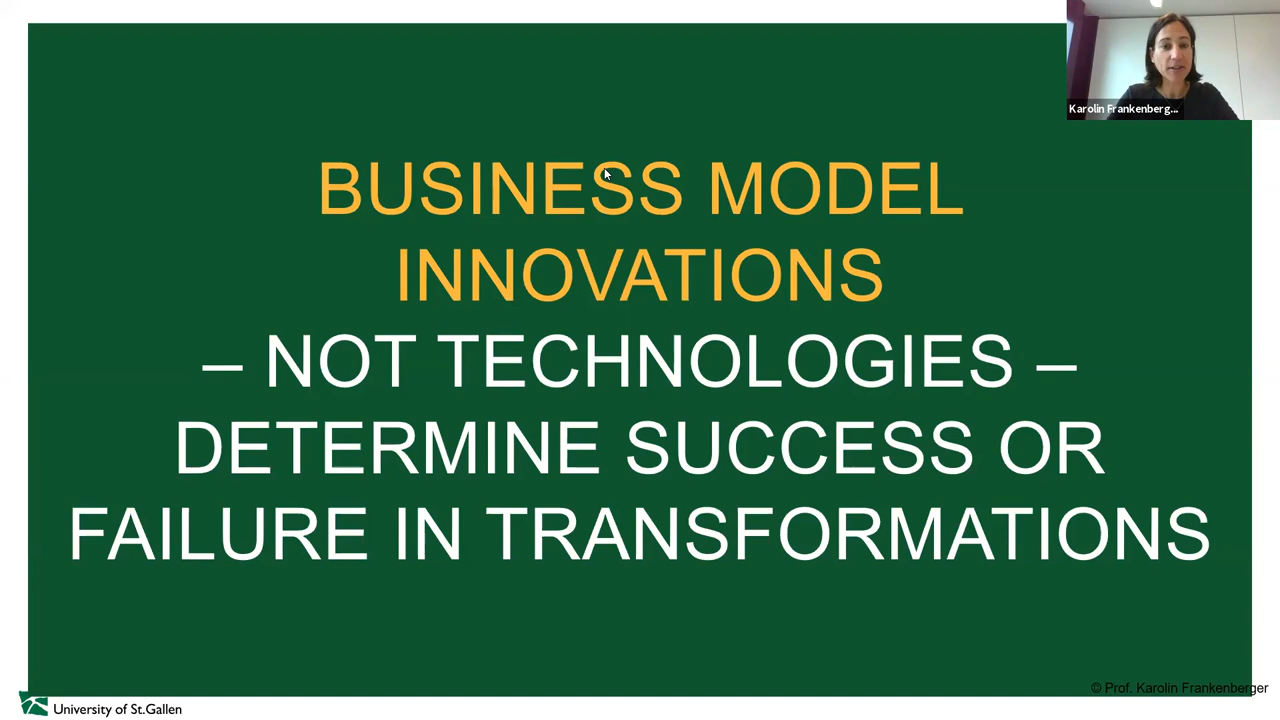 Karolin Frankenberg...
BUSINESS MODEL
INNOVATIONS
– NOT TECHNOLOGIES –
DETERMINE SUCCESS OR
FAILURE IN TRANSFORMATIONS
© Prof. Karolin Frankenberger
University of St.Gallen